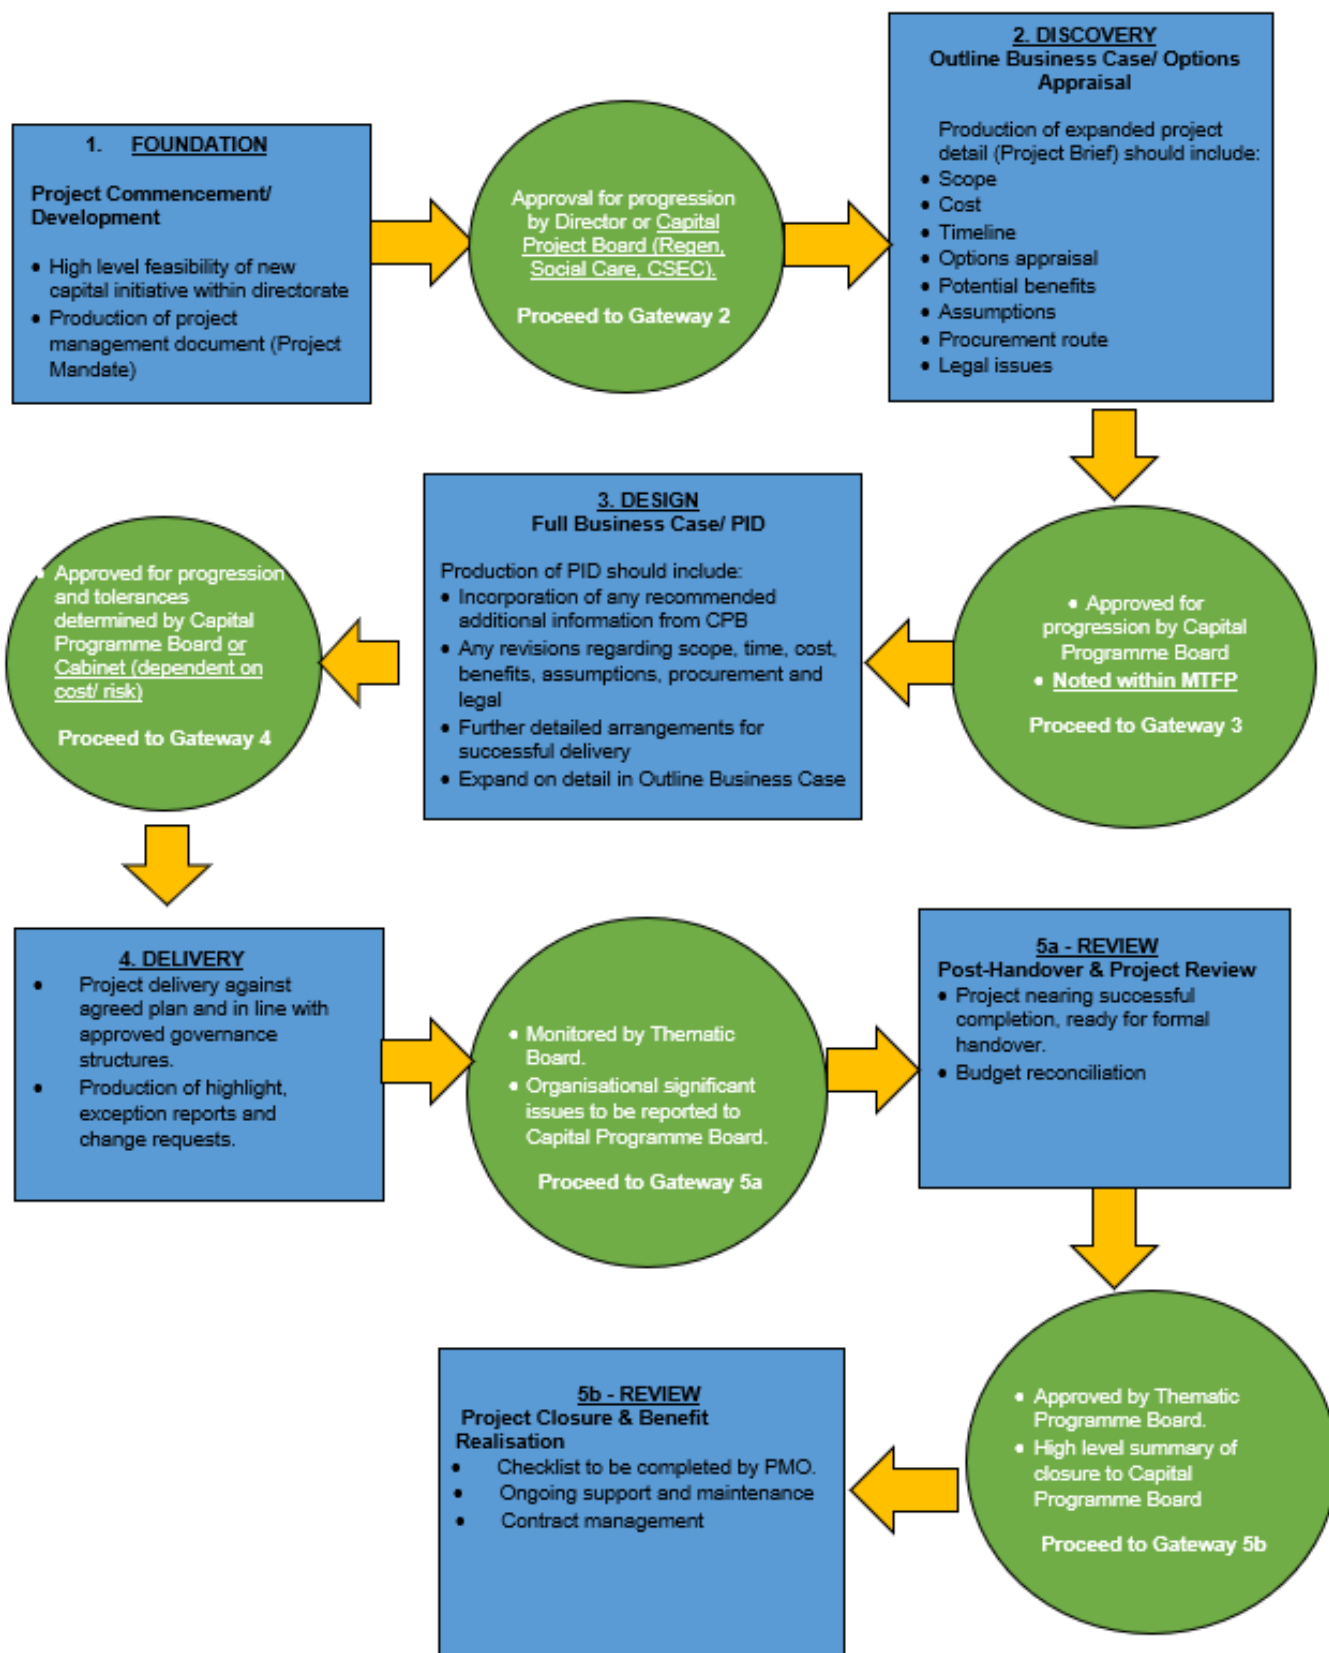 1. FOUNDATION
Project Commencement/
Development
• High level feasibility of new
capital initiative within directorate
• Production of project
management document (Project
Mandate)
Approval for progression
by Director or Capital
Project Board (Regen,
Social Care, CSEC).
Proceed to Gateway 2
2. DISCOVERY
Outline Business Case/ Options
Appraisal
Production of expanded project
detail (Project Brief) should include:
• Scope
• Cost
• Timeline
• Options appraisal
• Potential benefits
• Assumptions
• Procurement route
• Legal issues
• Approved for
progression by Capital
Programme Board
• Noted within MTFP
Proceed to Gateway 3
3. DESIGN
Full Business Case/ PID
Production of PID should include:
• Incorporation of any recommended
additional information from CPB
• Any revisions regarding scope, time, cost,
benefits, assumptions, procurement and
legal
• Further detailed arrangements for
successful delivery
• Expand on detail in Outline Business Case
• Approved for progression
and tolerances
determined by Capital
Programme Board or
Cabinet (dependent on
cost/ risk)
Proceed to Gateway 4
4. DELIVERY
• Project delivery against
agreed plan and in line with
approved governance
structures.
• Production of highlight,
exception reports and
change requests.
• Monitored by Thematic
Board.
• Organisational significant
issues to be reported to
Capital Programme Board.
Proceed to Gateway 5a
5a - REVIEW
Post-Handover & Project Review
• Project nearing successful
completion, ready for formal
handover.
• Budget reconciliation
• Approved by Thematic
Programme Board.
• High level summary of
closure to Capital
Programme Board
Proceed to Gateway 5b
5b - REVIEW
Project Closure & Benefit
Realisation
• Checklist to be completed by PMO.
• Ongoing support and maintenance
• Contract management